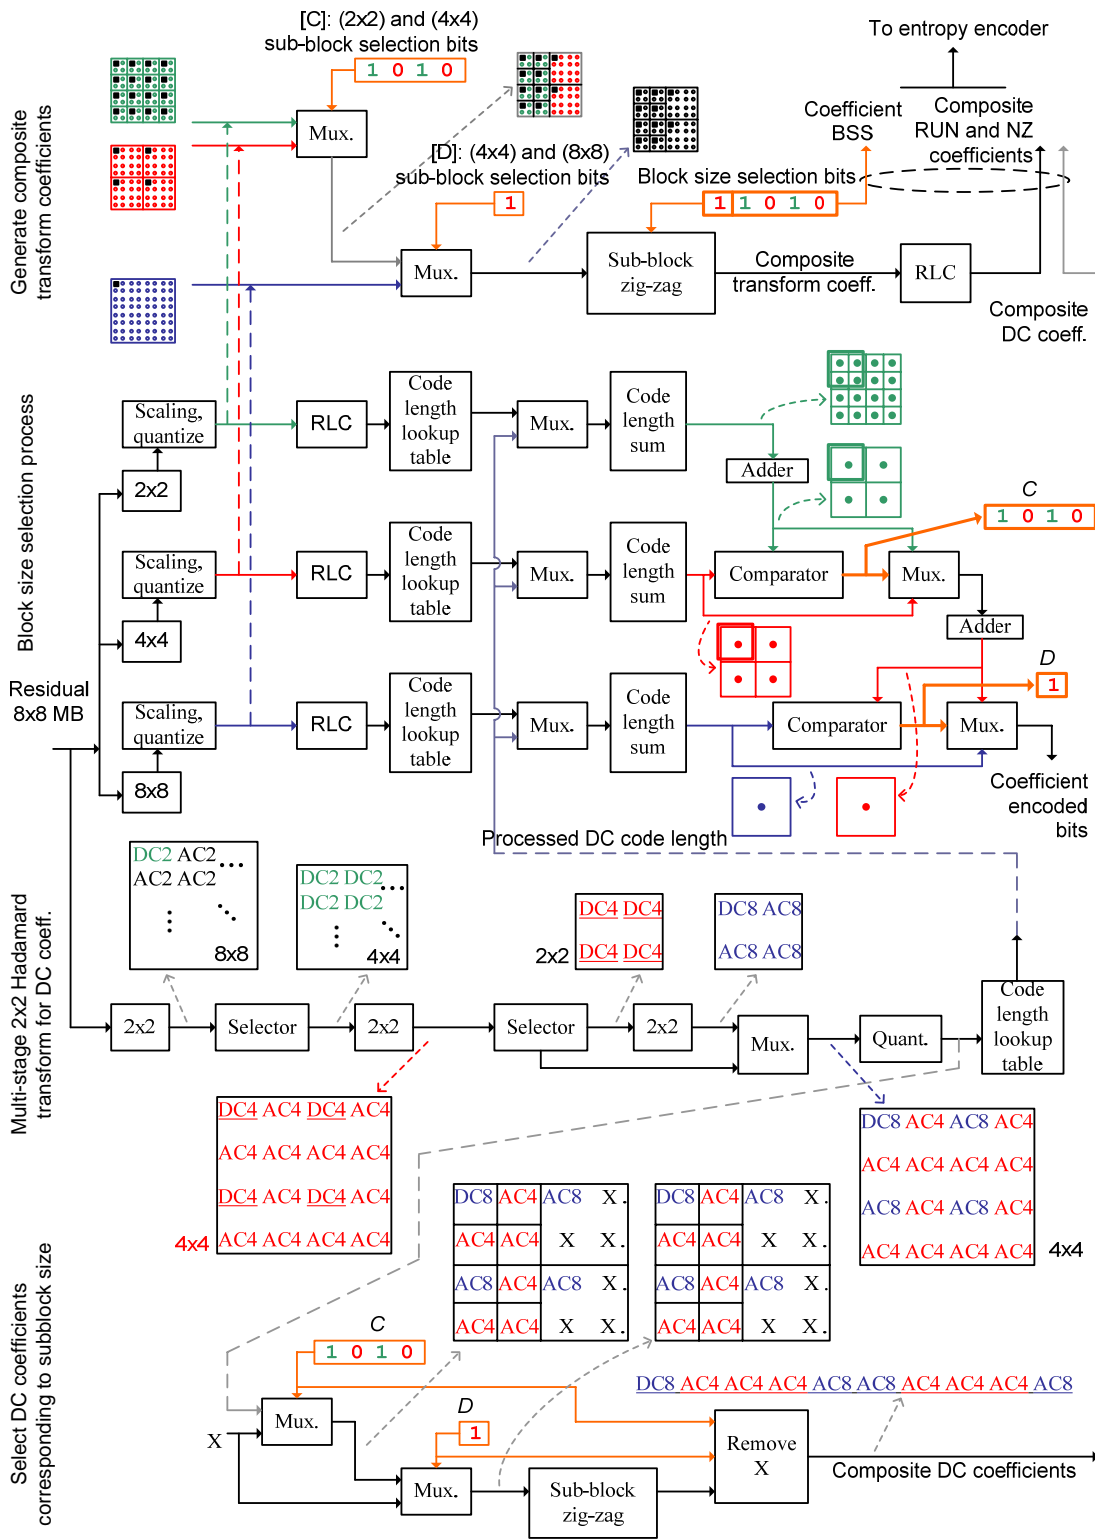 [C]: (2x2) and (4x4)
sub-block selection bits
1 0 1 0
To entropy encoder
Coefficient
BSS
Composite
RUN and NZ
coefficients
Generate composite
transform coefficients
Mux.
[D]: (4x4) and (8x8)
sub-block selection bits
1
Block size selection bits
1 1 0 1 0
Mux.
Sub-block
zig-zag
Composite
transform coeff.
RLC
Composite
DC coeff.
Block size selection process
Scaling,
quantize
2x2
RLC
Code
length
lookup
table
Mux.
Code
length
sum
Adder
C
1 0 1 0
Scaling,
quantize
4x4
RLC
Code
length
lookup
table
Mux.
Code
length
sum
Comparator
Mux.
Adder
D
1
Residual
8x8 MB
Scaling,
quantize
8x8
RLC
Code
length
lookup
table
Mux.
Code
length
sum
Comparator
Mux.
Coefficient
encoded
bits
Processed DC code length
Multi-stage 2x2 Hadamard
transform for DC coeff.
DC2 AC2 ...
AC2 AC2
8x8
DC2 DC2 ...
DC2 DC2
4x4
DC4 DC4
DC4 DC4
2x2
DC8 AC8
AC8 AC8
2x2
Selector
2x2
Selector
2x2
Mux.
Quant.
Code
length
lookup
table
DC4 AC4 DC4 AC4
AC4 AC4 AC4 AC4
DC4 AC4 DC4 AC4
AC4 AC4 AC4 AC4
4x4
DC8 AC4 AC8 AC4
AC4 AC4 AC4 AC4
AC8 AC4 AC8 AC4
AC4 AC4 AC4 AC4
4x4
DC8 AC4 AC8 X.
AC4 AC4 X X.
AC8 AC4 AC8 X.
AC4 AC4 X X.
DC8 AC4 AC8 X.
AC4 AC4 X X.
AC8 AC4 AC8 X.
AC4 AC4 X X.
Select DC coefficients
corresponding to subblock size
C
1 0 1 0
X
Mux.
D
1
Mux.
Sub-block
zig-zag
Remove
X
DC8 AC4 AC4 AC4 AC8 AC8 AC4 AC4 AC4 AC8
Composite DC coefficients